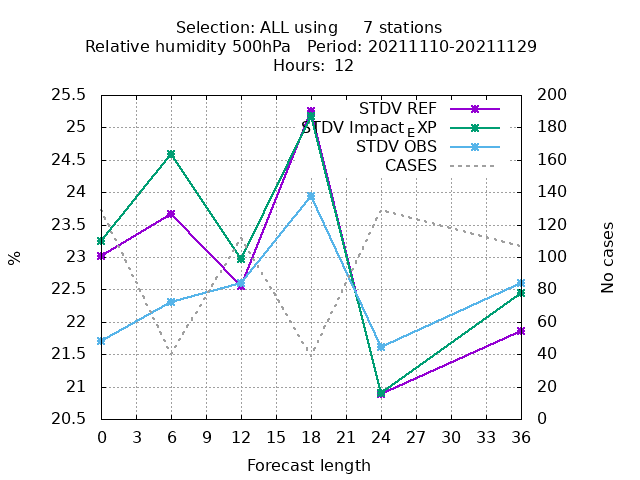 Selection: ALL using     7 stations
Relative humidity 500hPa   Period: 20211110-20211129
Hours: 12
25.5 200
STDV REF
25 STDV Impact_EXP 180
STDV OBS
24.5 CASES 160
24 140
23.5 120
23 100
22.5 80
22 60
21.5 40
21 20
20.5 0
%
No cases
0 3 6 9 12 15 18 21 24 27 30 33 36
Forecast length